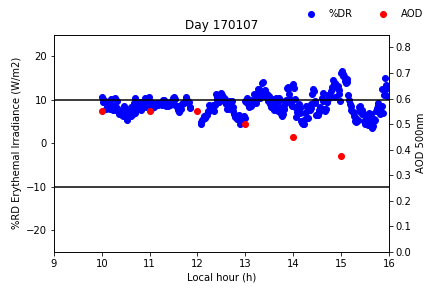 %DR AOD
Day 170107
%RD Erythemal Irradiance (W/m2)
20
10
0
−10
−20
0.8
0.7
0.6
0.5
0.4
0.3
0.2
0.1
0.0
AOD 500nm
9 10 11 12 13 14 15 16
Local hour (h)